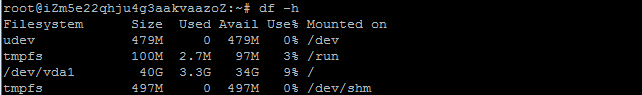 root@iZm5e22qhju4g3aakvaazoZ:~# df -h
Filesystem      Size  Used Avail Use% Mounted on
udev            479M     0  479M   0% /dev
tmpfs           100M  2.7M   97M   3% /run
/dev/vda1        40G  3.3G   34G   9% /
tmpfs           497M     0  497M   0% /dev/shm